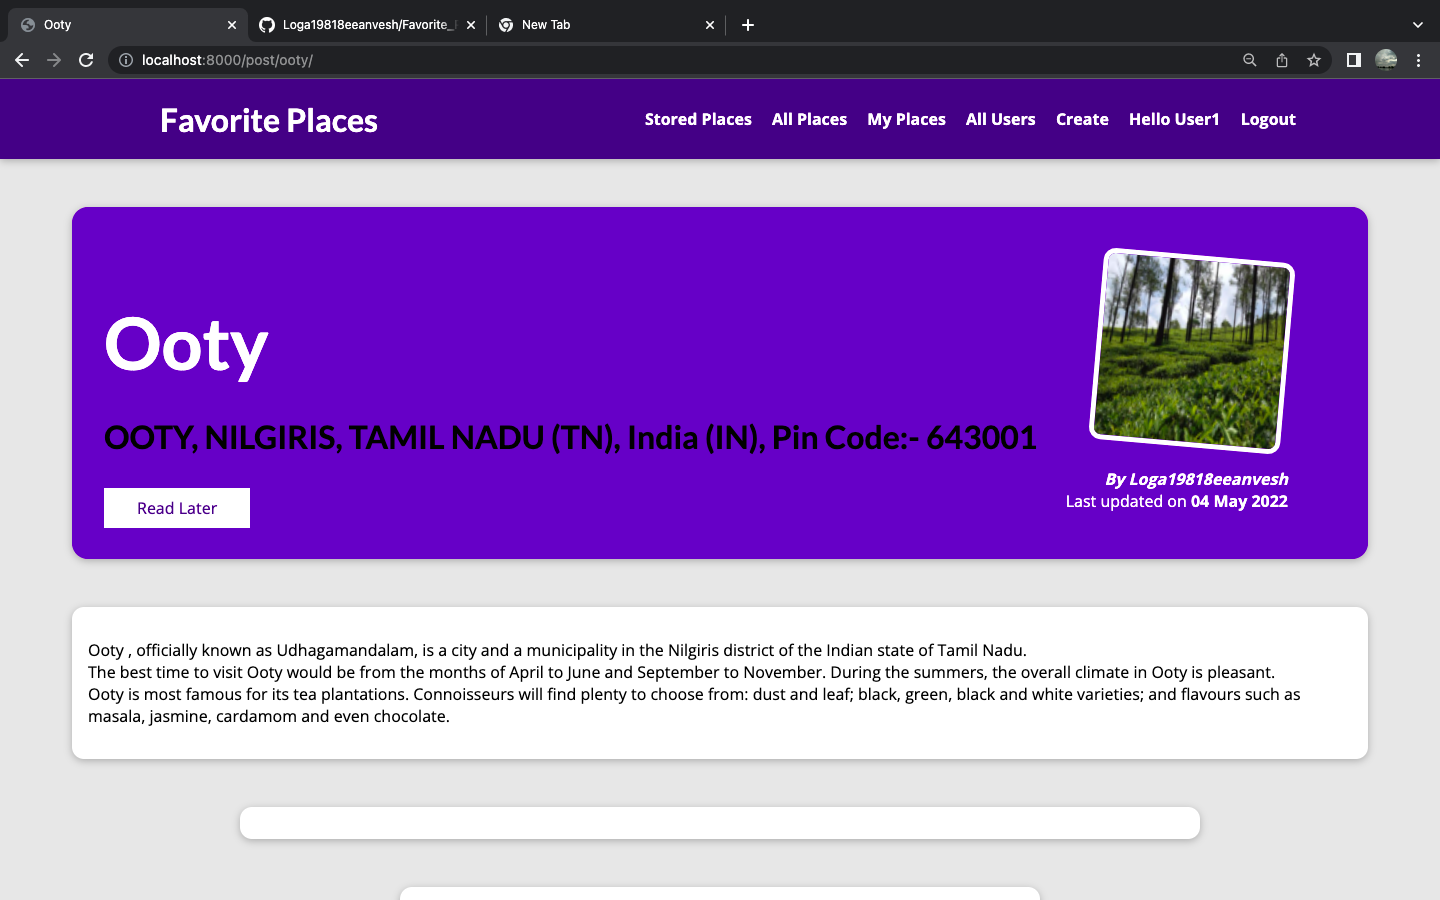 Ooty
Loga19818eeanvesh/Favorite_
New Tab
localhost:8000/post/ooty/
Favorite Places
Stored Places All Places My Places All Users Create Hello User1 Logout
Ooty
OOTY, NILGIRIS, TAMIL NADU (TN), India (IN), Pin Code:- 643001
Read Later
By Loga19818eeanvesh
Last updated on 04 May 2022
Ooty , officially known as Udhagamandalam, is a city and a municipality in the Nilgiris district of the Indian state of Tamil Nadu.
The best time to visit Ooty would be from the months of April to June and September to November. During the summers, the overall climate in Ooty is pleasant.
Ooty is most famous for its tea plantations. Connoisseurs will find plenty to choose from: dust and leaf; black, green, black and white varieties; and flavours such as
masala, jasmine, cardamom and even chocolate.